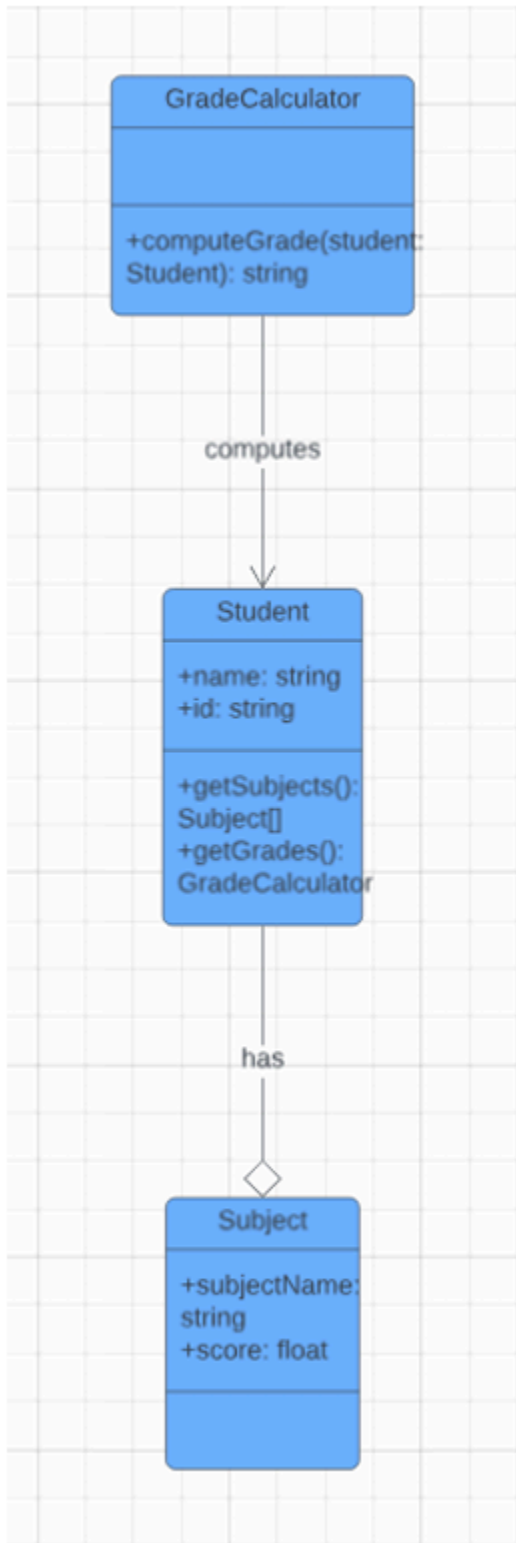 GradeCalculator
+computeGrade(student:
Student): string
computes
Student
+name: string
+id: string
+getSubjects():
Subject[]
+getGrades():
GradeCalculator
has
Subject
+subjectName:
string
+score: float